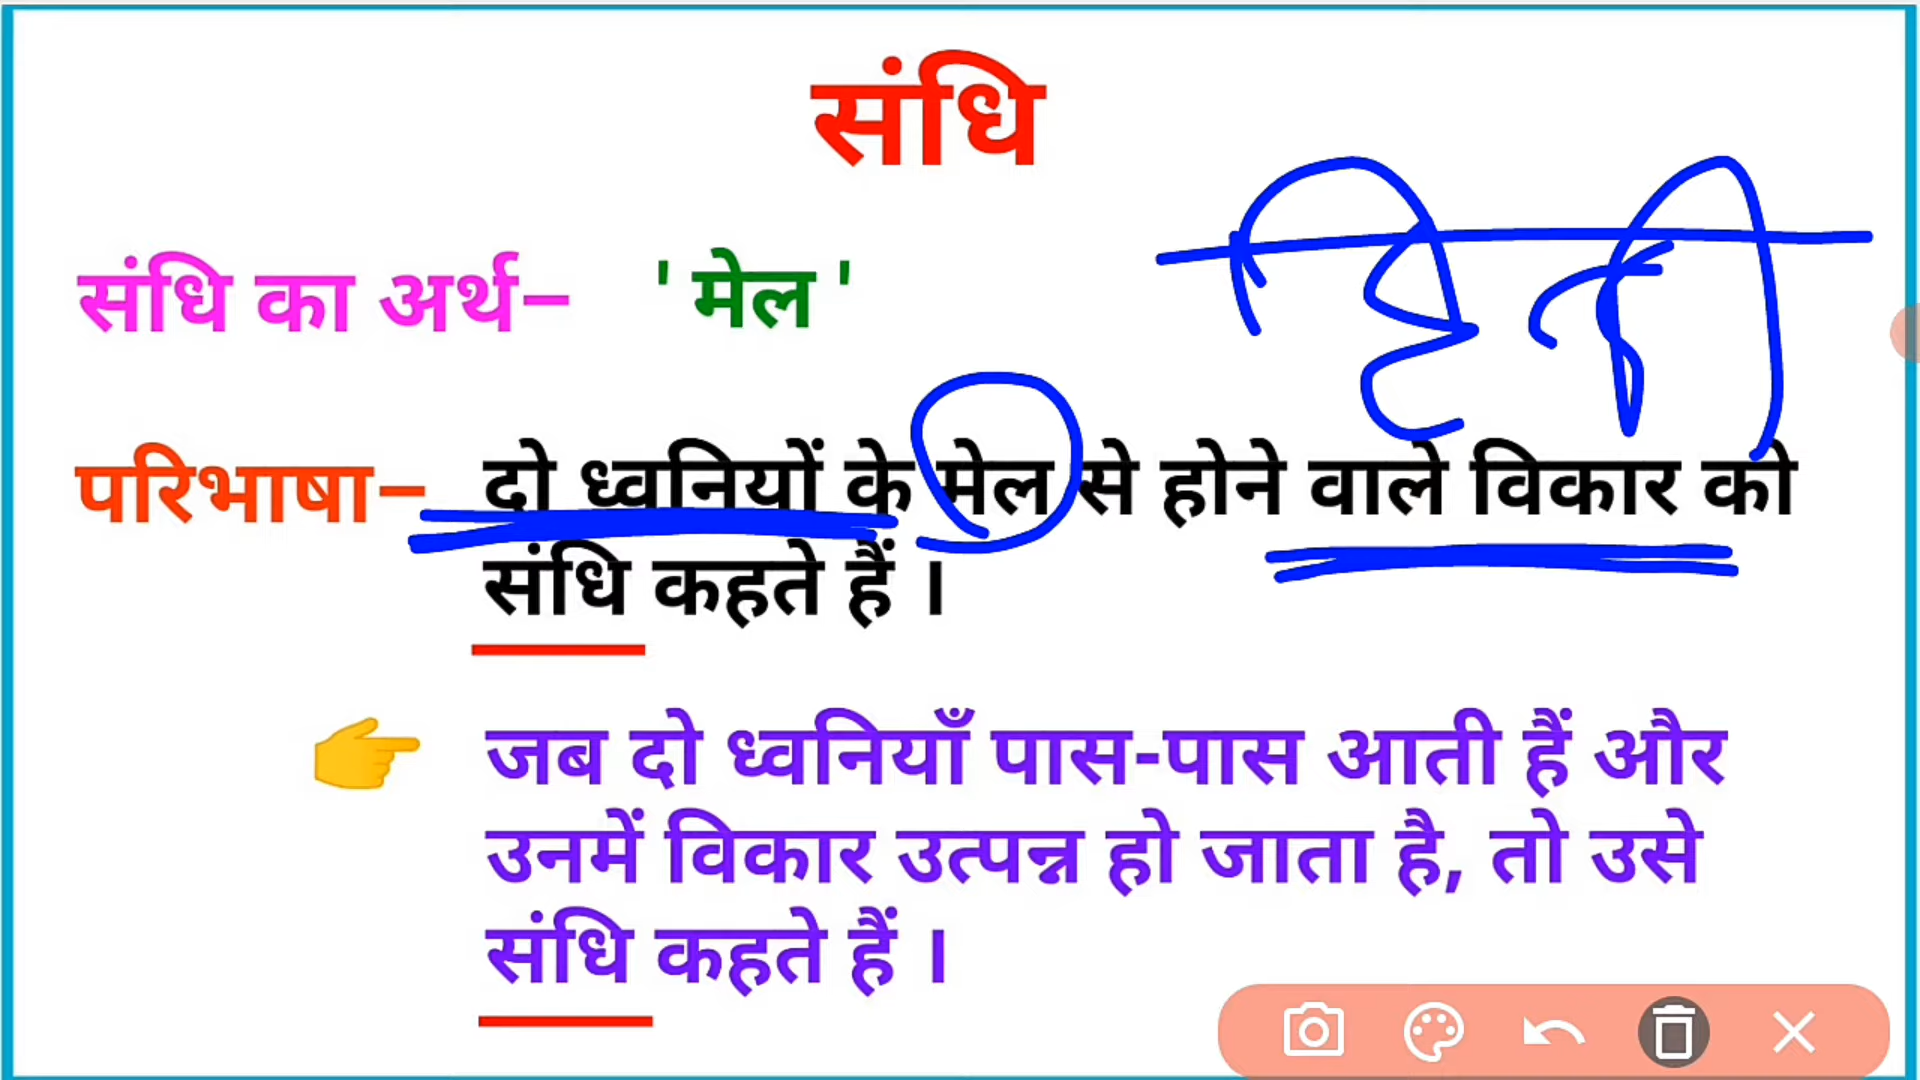 संधि
संधि का अर्थ– ' मेल '
परिभाषा– दो ध्वनियों के मेल से होने वाले विकार को
संधि कहते हैं ।
👉 जब दो ध्वनियाँ पास-पास आती हैं और
उनमें विकार उत्पन्न हो जाता है, तो उसे
संधि कहते हैं ।